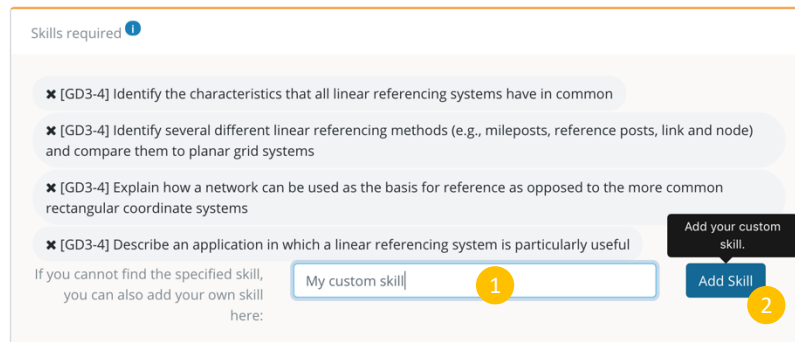 Skills required i
✖ [GD3-4] Identify the characteristics that all linear referencing systems have in common
✖ [GD3-4] Identify several different linear referencing methods (e.g., mileposts, reference posts, link and node)
and compare them to planar grid systems
✖ [GD3-4] Explain how a network can be used as the basis for reference as opposed to the more common
rectangular coordinate systems
✖ [GD3-4] Describe an application in which a linear referencing system is particularly useful
Add your custom
skill.
If you cannot find the specified skill,
you can also add your own skill
here:
My custom skill
1
Add Skill
2